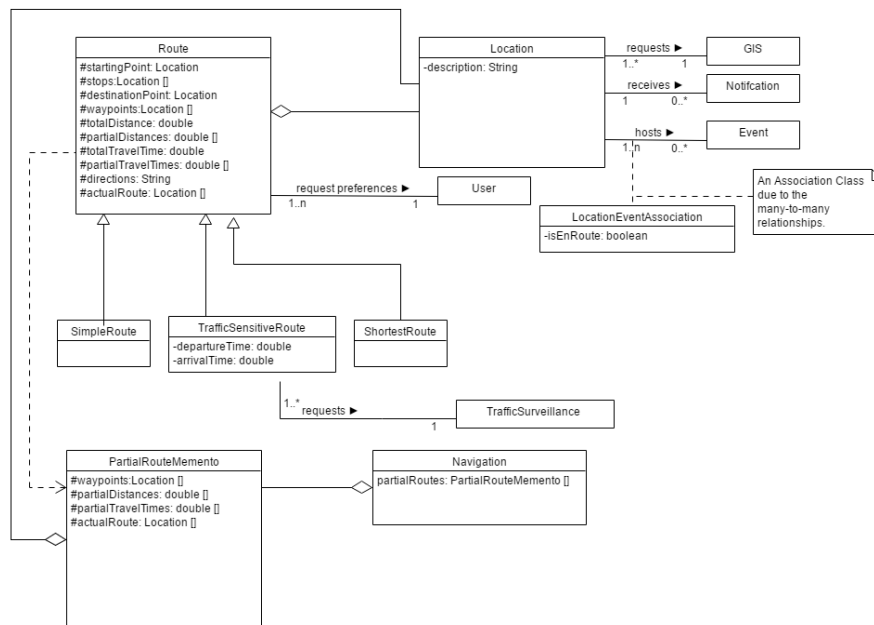 Route
#startingPoint: Location
#stops:Location []
#destinationPoint: Location
#waypoints:Location []
#totalDistance: double
#partialDistances: double []
#totalTravelTime: double
#partialTravelTimes: double []
#directions: String
#actualRoute: Location []
Location
-description: String
requests ►
1..*
1
GIS
receives ►
1
0..*
Notifcation
hosts ►
1..n
0..*
Event
request preferences ►
1..n
1
User
An Association Class
due to the
many-to-many
relationships.
LocationEventAssociation
-isEnRoute: boolean
SimpleRoute
TrafficSensitiveRoute
-departureTime: double
-arrivalTime: double
ShortestRoute
1..*
requests ►
1
TrafficSurveillance
PartialRouteMemento
#waypoints:Location []
#partialDistances: double []
#partialTravelTimes: double []
#actualRoute: Location []
Navigation
partialRoutes: PartialRouteMemento []